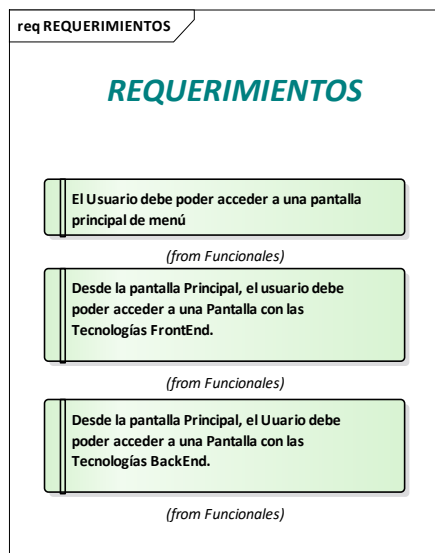 req REQUERIMIENTOS
REQUERIMIENTOS
El Usuario debe poder acceder a una pantalla
principal de menú
(from Funcionales)
Desde la pantalla Principal, el usuario debe
poder acceder a una Pantalla con las
Tecnologías FrontEnd.
(from Funcionales)
Desde la pantalla Principal, el Uuario debe
poder acceder a una Pantalla con las
Tecnologías BackEnd.
(from Funcionales)